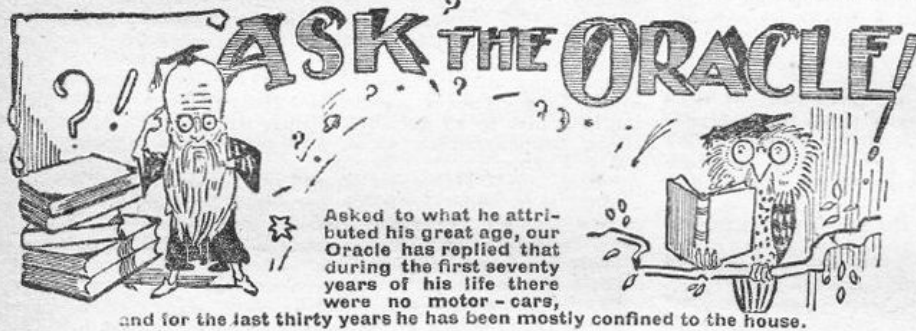 ASK THE ORACLE!
? !
Asked to what he attri-
buted his great age, our
Oracle has replied that
during the first seventy
years of his life there
were no motor-cars,
and for the last thirty years he has been mostly confined to the house.